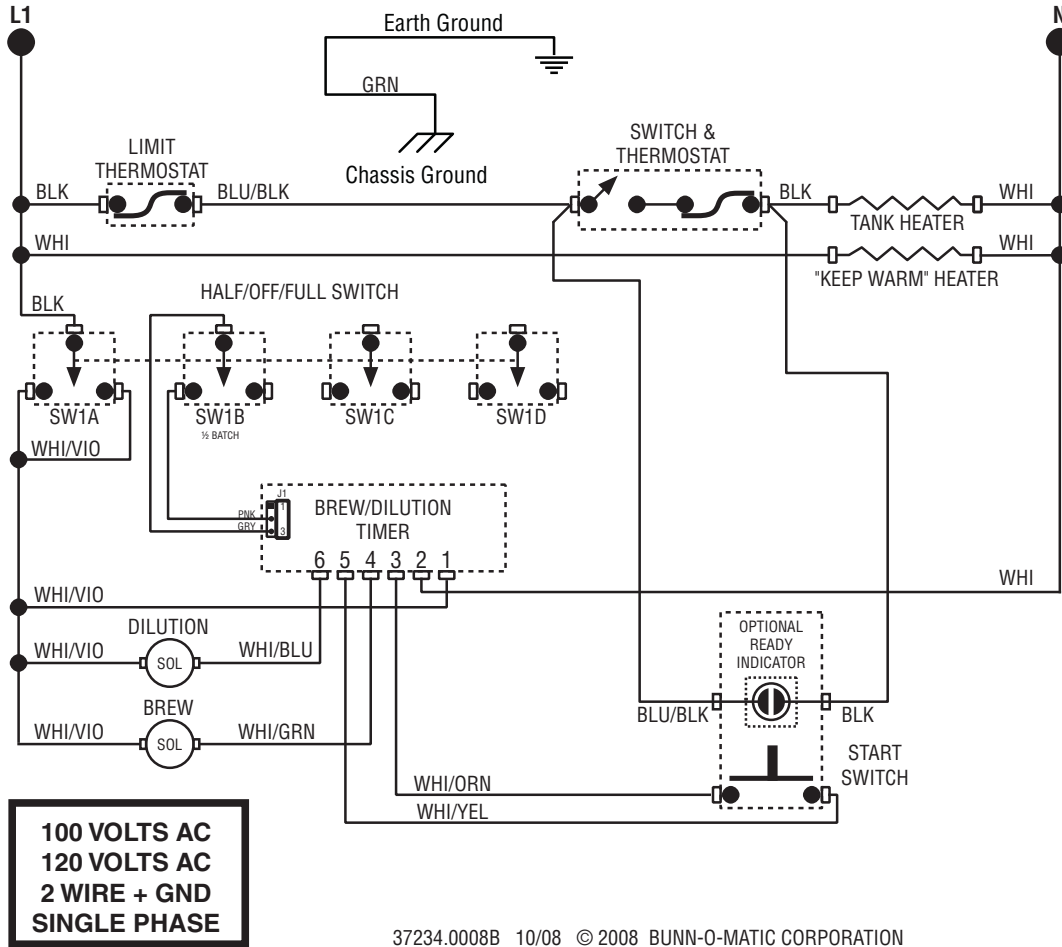 L1
N
Earth Ground
GRN
Chassis Ground
LIMIT
THERMOSTAT
SWITCH &
THERMOSTAT
BLK
BLU/BLK
BLK
WHI
TANK HEATER
WHI
WHI
"KEEP WARM" HEATER
BLK
HALF/OFF/FULL SWITCH
SW1A
SW1B
SW1C
SW1D
½ BATCH
WHI/VIO
J1
1
3
PNK
GRY
BREW/DILUTION
TIMER
6 5 4 3 2 1
WHI
WHI/VIO
DILUTION
WHI/VIO
SOL
WHI/BLU
BREW
WHI/VIO
SOL
WHI/GRN
OPTIONAL
READY
INDICATOR
BLU/BLK
BLK
START
SWITCH
WHI/ORN
WHI/YEL
100 VOLTS AC
120 VOLTS AC
2 WIRE + GND
SINGLE PHASE
37234.0008B 10/08 © 2008 BUNN-O-MATIC CORPORATION